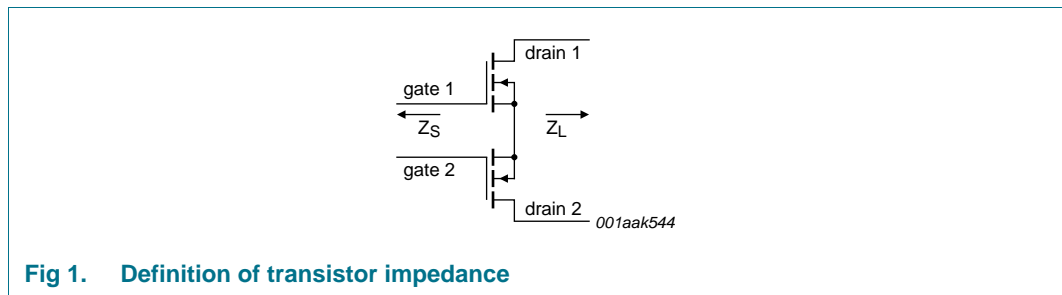 drain 1
gate 1
Z_S
Z_L
gate 2
drain 2
001aak544
Fig 1. Definition of transistor impedance